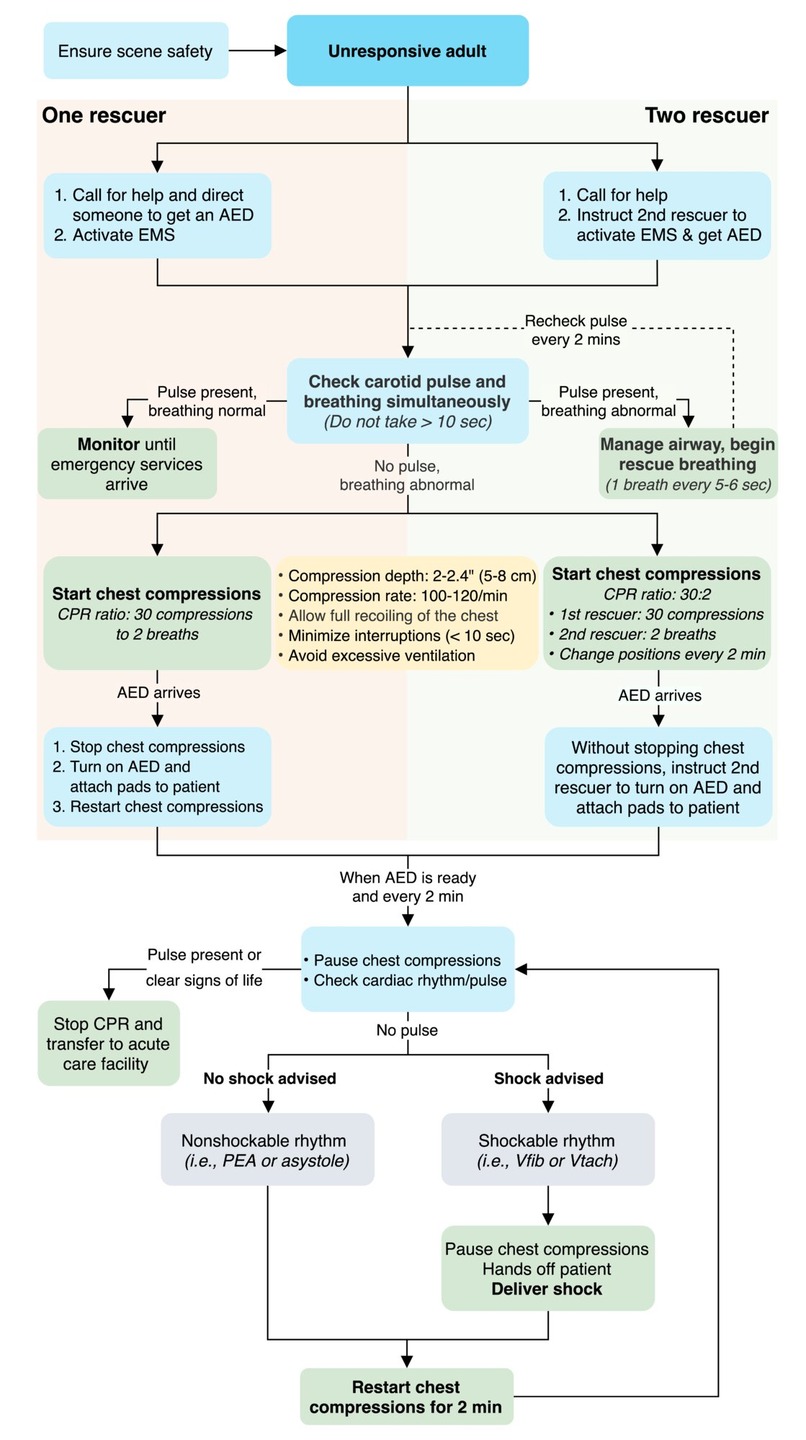 Ensure scene safety
Unresponsive adult
One rescuer
Two rescuer
1. Call for help and direct
someone to get an AED
2. Activate EMS
1. Call for help
2. Instruct 2nd rescuer to
activate EMS & get AED
Recheck pulse
every 2 mins
Check carotid pulse and
breathing simultaneously
(Do not take > 10 sec)
Pulse present,
breathing normal
Pulse present,
breathing abnormal
Monitor until
emergency services
arrive
Manage airway, begin
rescue breathing
(1 breath every 5-6 sec)
No pulse,
breathing abnormal
Start chest compressions
CPR ratio: 30 compressions
to 2 breaths
• Compression depth: 2-2.4" (5-8 cm)
• Compression rate: 100-120/min
• Allow full recoiling of the chest
• Minimize interruptions (< 10 sec)
• Avoid excessive ventilation
Start chest compressions
CPR ratio: 30:2
• 1st rescuer: 30 compressions
• 2nd rescuer: 2 breaths
• Change positions every 2 min
AED arrives
AED arrives
1. Stop chest compressions
2. Turn on AED and
attach pads to patient
3. Restart chest compressions
Without stopping chest
compressions, instruct 2nd
rescuer to turn on AED and
attach pads to patient
When AED is ready
and every 2 min
• Pause chest compressions
• Check cardiac rhythm/pulse
Pulse present or
clear signs of life
Stop CPR and
transfer to acute
care facility
No pulse
No shock advised
Shock advised
Nonshockable rhythm
(i.e., PEA or asystole)
Shockable rhythm
(i.e., Vfib or Vtach)
Pause chest compressions
Hands off patient
Deliver shock
Restart chest
compressions for 2 min